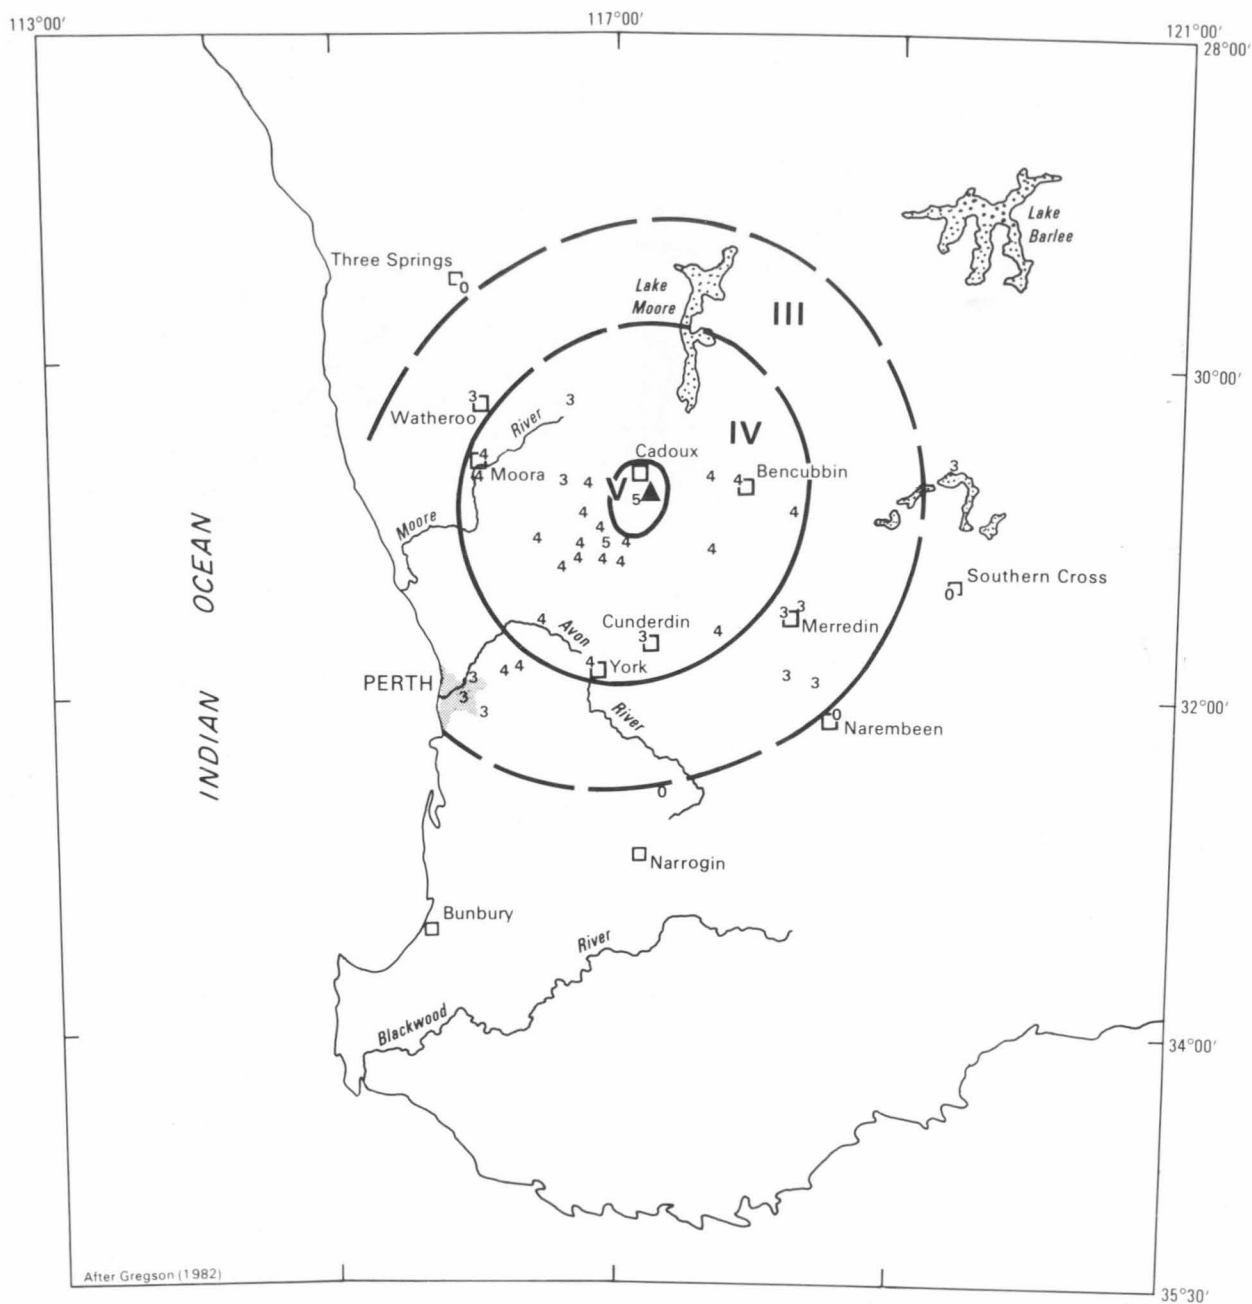 113°00'
117°00'
121°00'
28°00'
Lake
Barlee
Three Springs
0
Lake
Moore
III
30°00'
3
Watheroo
3
River
IV
Cadoux
4
Moora
4
3
4
4
4
Bencubbin
3
V
5
4
4
Moore
4
4
4
5
4
4
4
4
4
4
Southern Cross
0
INDIAN OCEAN
4
Avon
Cunderdin
3
4
3
3
Merredin
4
York
PERTH
3
4
4
3
3
3
3
River
0
Narembeen
32°00'
0
Narrogin
Bunbury
River
Blackwood
34°00'
After Gregson (1982)
35°30'